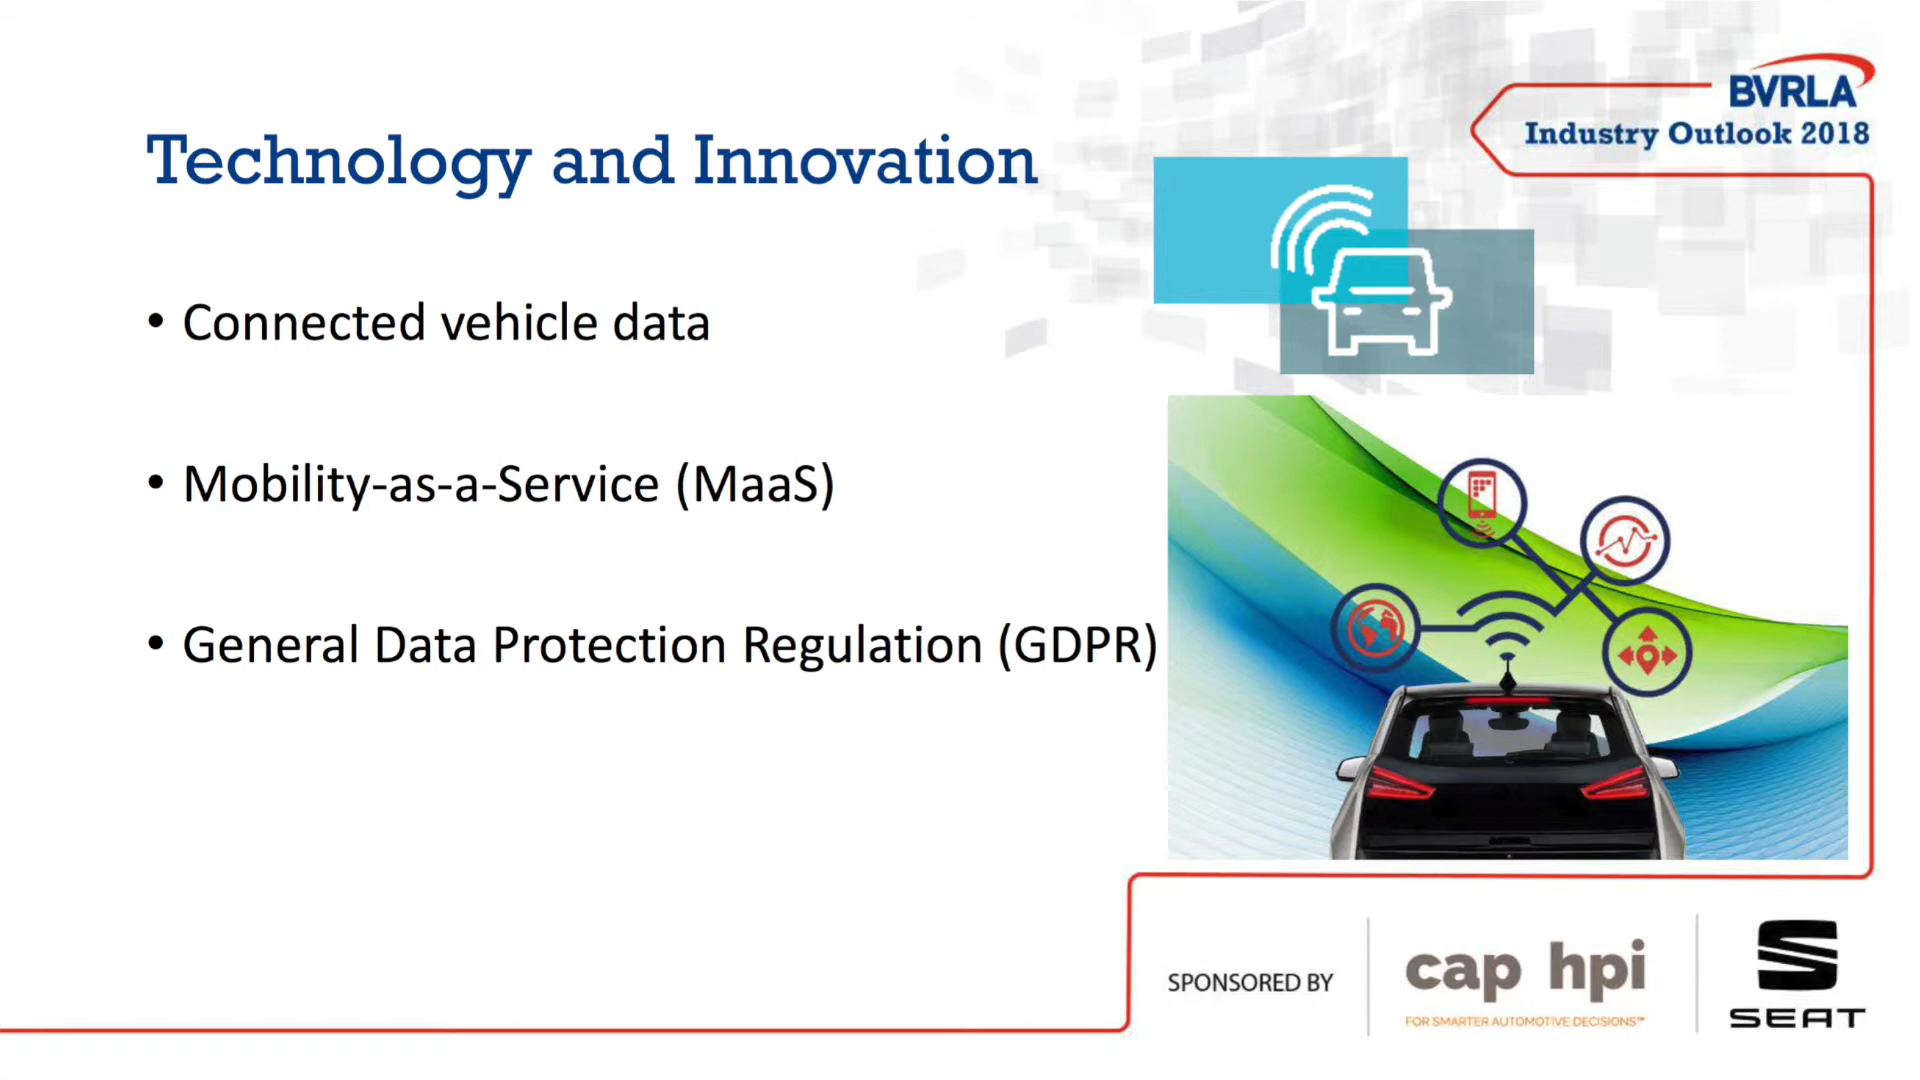 BVRLA
Industry Outlook 2018
Technology and Innovation
• Connected vehicle data
• Mobility-as-a-Service (MaaS)
• General Data Protection Regulation (GDPR)
SPONSORED BY
cap hpi
FOR SMARTER AUTOMOTIVE DECISIONS™
SEAT